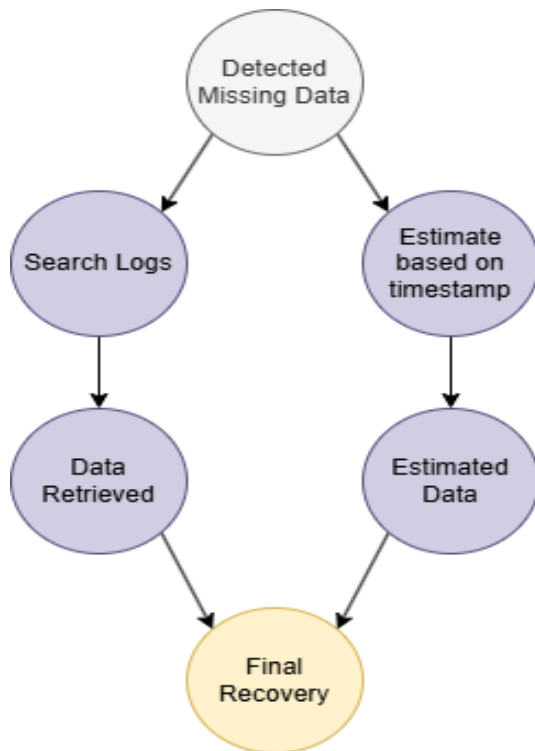 Detected
Missing Data
Search Logs
Estimate
based on
timestamp
Data
Retrieved
Estimated
Data
Final
Recovery